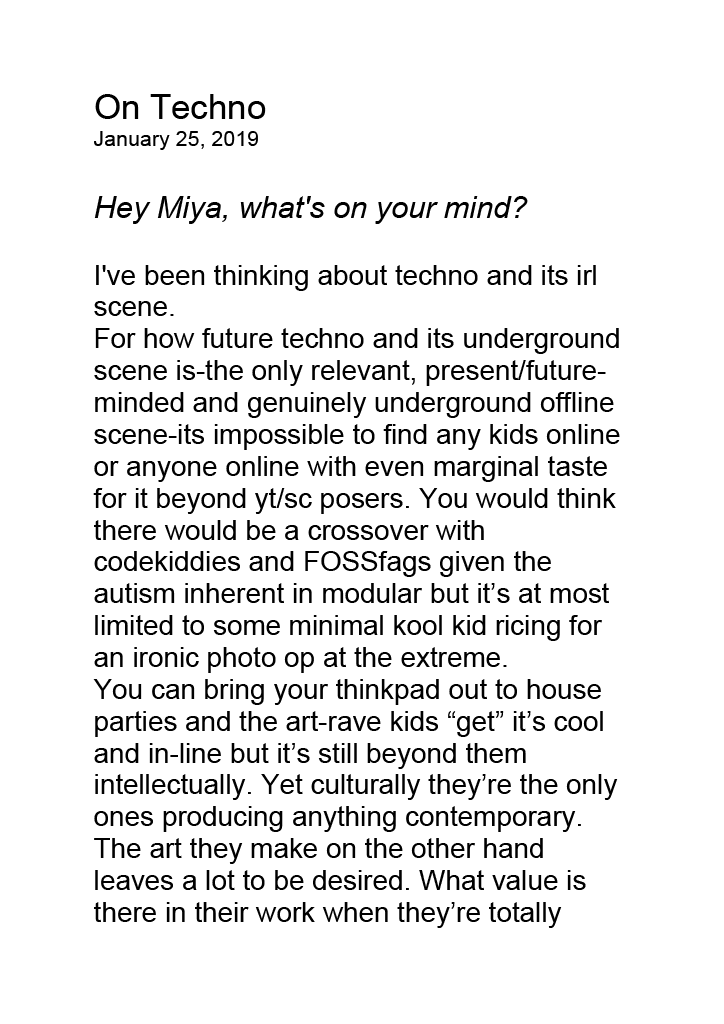 On Techno
January 25, 2019
Hey Miya, what's on your mind?
I've been thinking about techno and its irl
scene.
For how future techno and its underground
scene is-the only relevant, present/future-
minded and genuinely underground offline
scene-its impossible to find any kids online
or anyone online with even marginal taste
for it beyond yt/sc posers. You would think
there would be a crossover with
codekiddies and FOSSfags given the
autism inherent in modular but it’s at most
limited to some minimal kool kid ricing for
an ironic photo op at the extreme.
You can bring your thinkpad out to house
parties and the art-rave kids “get” it’s cool
and in-line but it’s still beyond them
intellectually. Yet culturally they’re the only
ones producing anything contemporary.
The art they make on the other hand
leaves a lot to be desired. What value is
there in their work when they’re totally